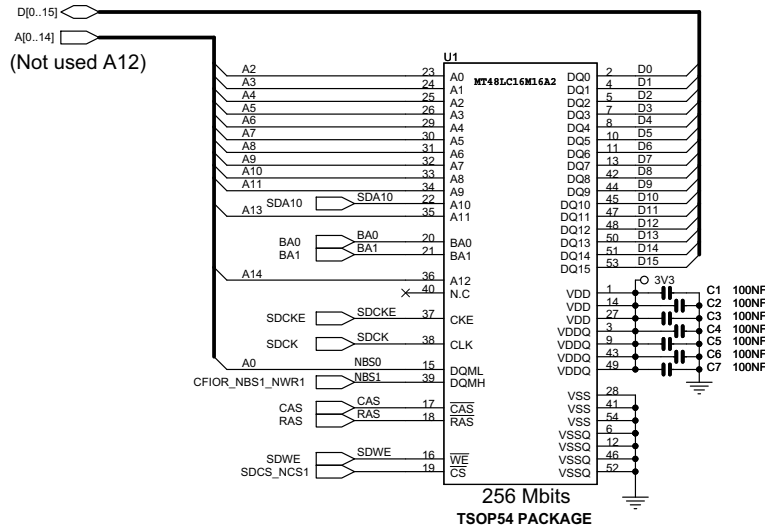 D[0..15]
A[0..14]
(Not used A12)
U1
MT48LC16M16A2
A2 23 A0 DQ0 2 D0
A3 24 A1 DQ1 4 D1
A4 25 A2 DQ2 5 D2
A5 26 A3 DQ3 7 D3
A6 29 A4 DQ4 8 D4
A7 30 A5 DQ5 10 D5
A8 31 A6 DQ6 11 D6
A9 32 A7 DQ7 13 D7
A10 33 A8 DQ8 42 D8
A11 34 A9 DQ9 44 D9
SDA10 SDA10 22 A10 DQ10 45 D10
A13 35 A11 DQ11 47 D11
DQ12 48 D12
BA0 BA0 20 BA0 DQ13 50 D13
BA1 BA1 21 BA1 DQ14 51 D14
DQ15 53 D15
A14 36 A12
3V3
40 N.C VDD 1 C1 100NF
VDD 14 C2 100NF
SDCKE SDCKE 37 CKE VDD 27 C3 100NF
VDDQ 3 C4 100NF
SDCK SDCK 38 CLK VDDQ 9 C5 100NF
VDDQ 43 C6 100NF
A0 NBS0 15 DQML VDDQ 49 C7 100NF
CFIOR_NBS1_NWR1 NBS1 39 DQMH
VSS 28
CAS CAS 17 CAS VSS 41
RAS RAS 18 RAS VSS 54
VSSQ 6
VSSQ 12
SDWE SDWE 16 WE VSSQ 46
SDCS_NCS1 19 CS VSSQ 52
256 Mbits
TSOP54 PACKAGE